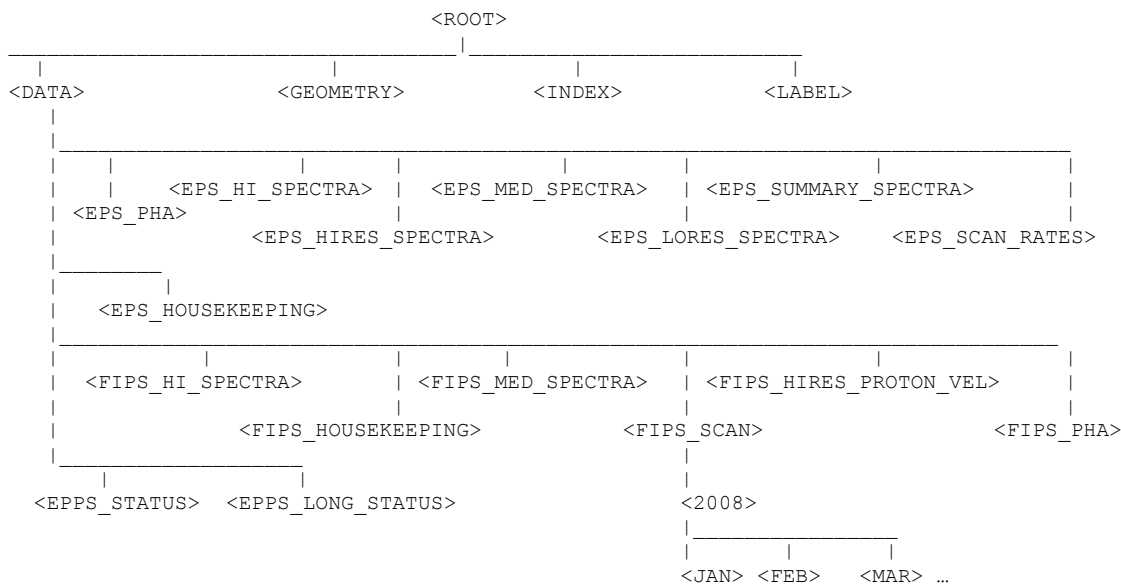 <ROOT>
<DATA> <GEOMETRY> <INDEX> <LABEL>
<EPS_HI_SPECTRA> <EPS_MED_SPECTRA> <EPS_SUMMARY_SPECTRA>
<EPS_PHA>
<EPS_HIRES_SPECTRA> <EPS_LORES_SPECTRA> <EPS_SCAN_RATES>
<EPS_HOUSEKEEPING>
<FIPS_HI_SPECTRA> <FIPS_MED_SPECTRA> <FIPS_HIRES_PROTON_VEL>
<FIPS_HOUSEKEEPING> <FIPS_SCAN> <FIPS_PHA>
<EPPS_STATUS> <EPPS_LONG_STATUS> <2008>
<JAN> <FEB> <MAR> …